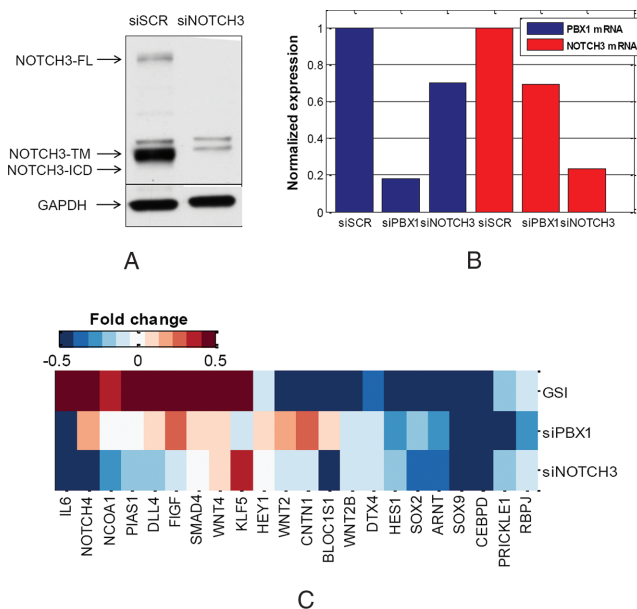 siSCR siNOTCH3
NOTCH3-FL
NOTCH3-TM
NOTCH3-ICD
GAPDH
A
Normalized expression
1
0.8
0.6
0.4
0.2
0
PBX1 mRNA
NOTCH3 mRNA
siSCR siPBX1 siNOTCH3 siSCR siPBX1 siNOTCH3
B
Fold change
-0.5 0 0.5
GSI
siPBX1
siNOTCH3
IL6
NOTCH4
NCOA1
PIAS1
DLL4
FIGF
SMAD4
WNT4
KLF5
HEY1
WNT2
CNTN1
BLOC1S1
WNT2B
DTX4
HES1
SOX2
ARNT
SOX9
CEBPD
PRICKLE1
RBPJ
C